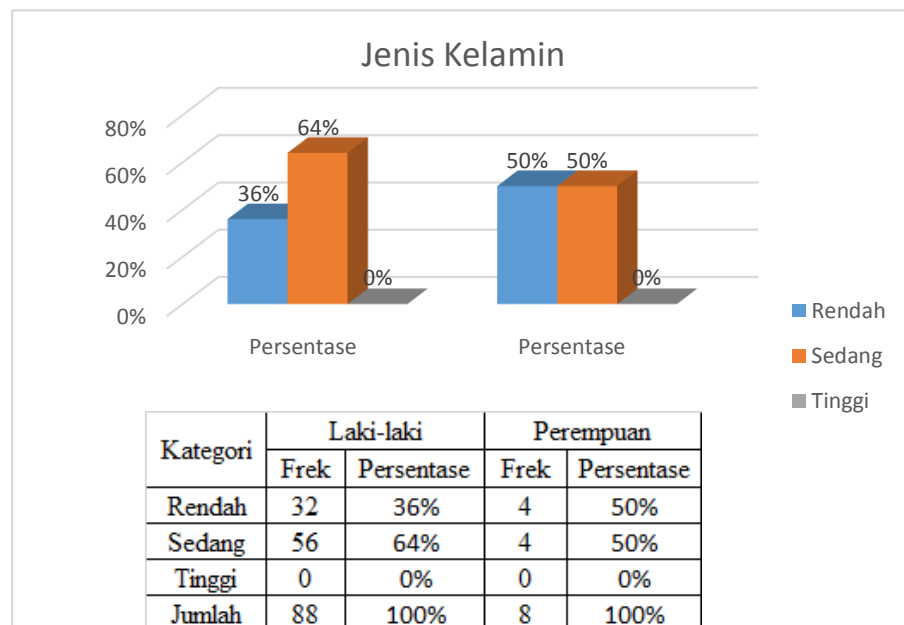 Jenis Kelamin
80%
60%
40%
20%
0%
36%
64%
0%
50%
50%
0%
Persentase
Persentase
Rendah
Sedang
Tinggi
Kategori Laki-laki Perempuan
Frek Persentase Frek Persentase
Rendah 32 36% 4 50%
Sedang 56 64% 4 50%
Tinggi 0 0% 0 0%
Jumlah 88 100% 8 100%